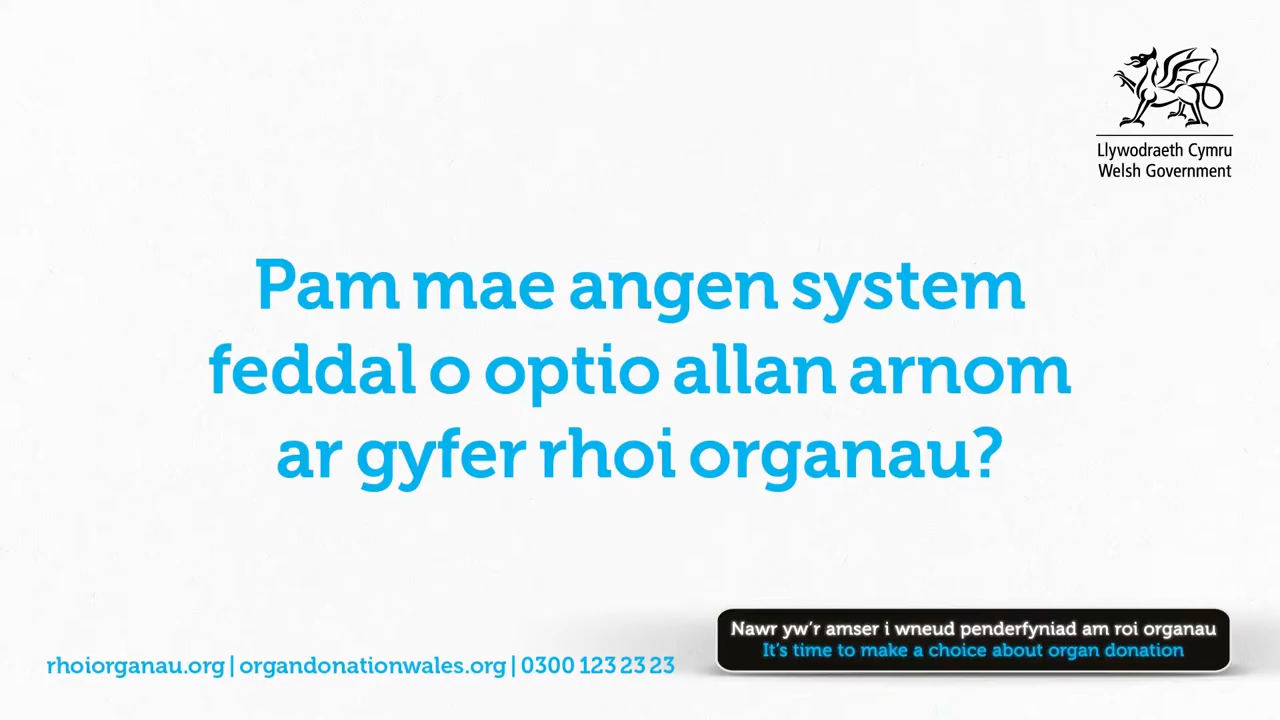 Llywodraeth Cymru
Welsh Government
Pam mae angen system
feddal o optio allan arnom
ar gyfer rhoi organau?
Nawr yw'r amser i wneud penderfyniad am roi organau
It's time to make a choice about organ donation
rhoiorganau.org | organdonationwales.org | 0300 123 23 23